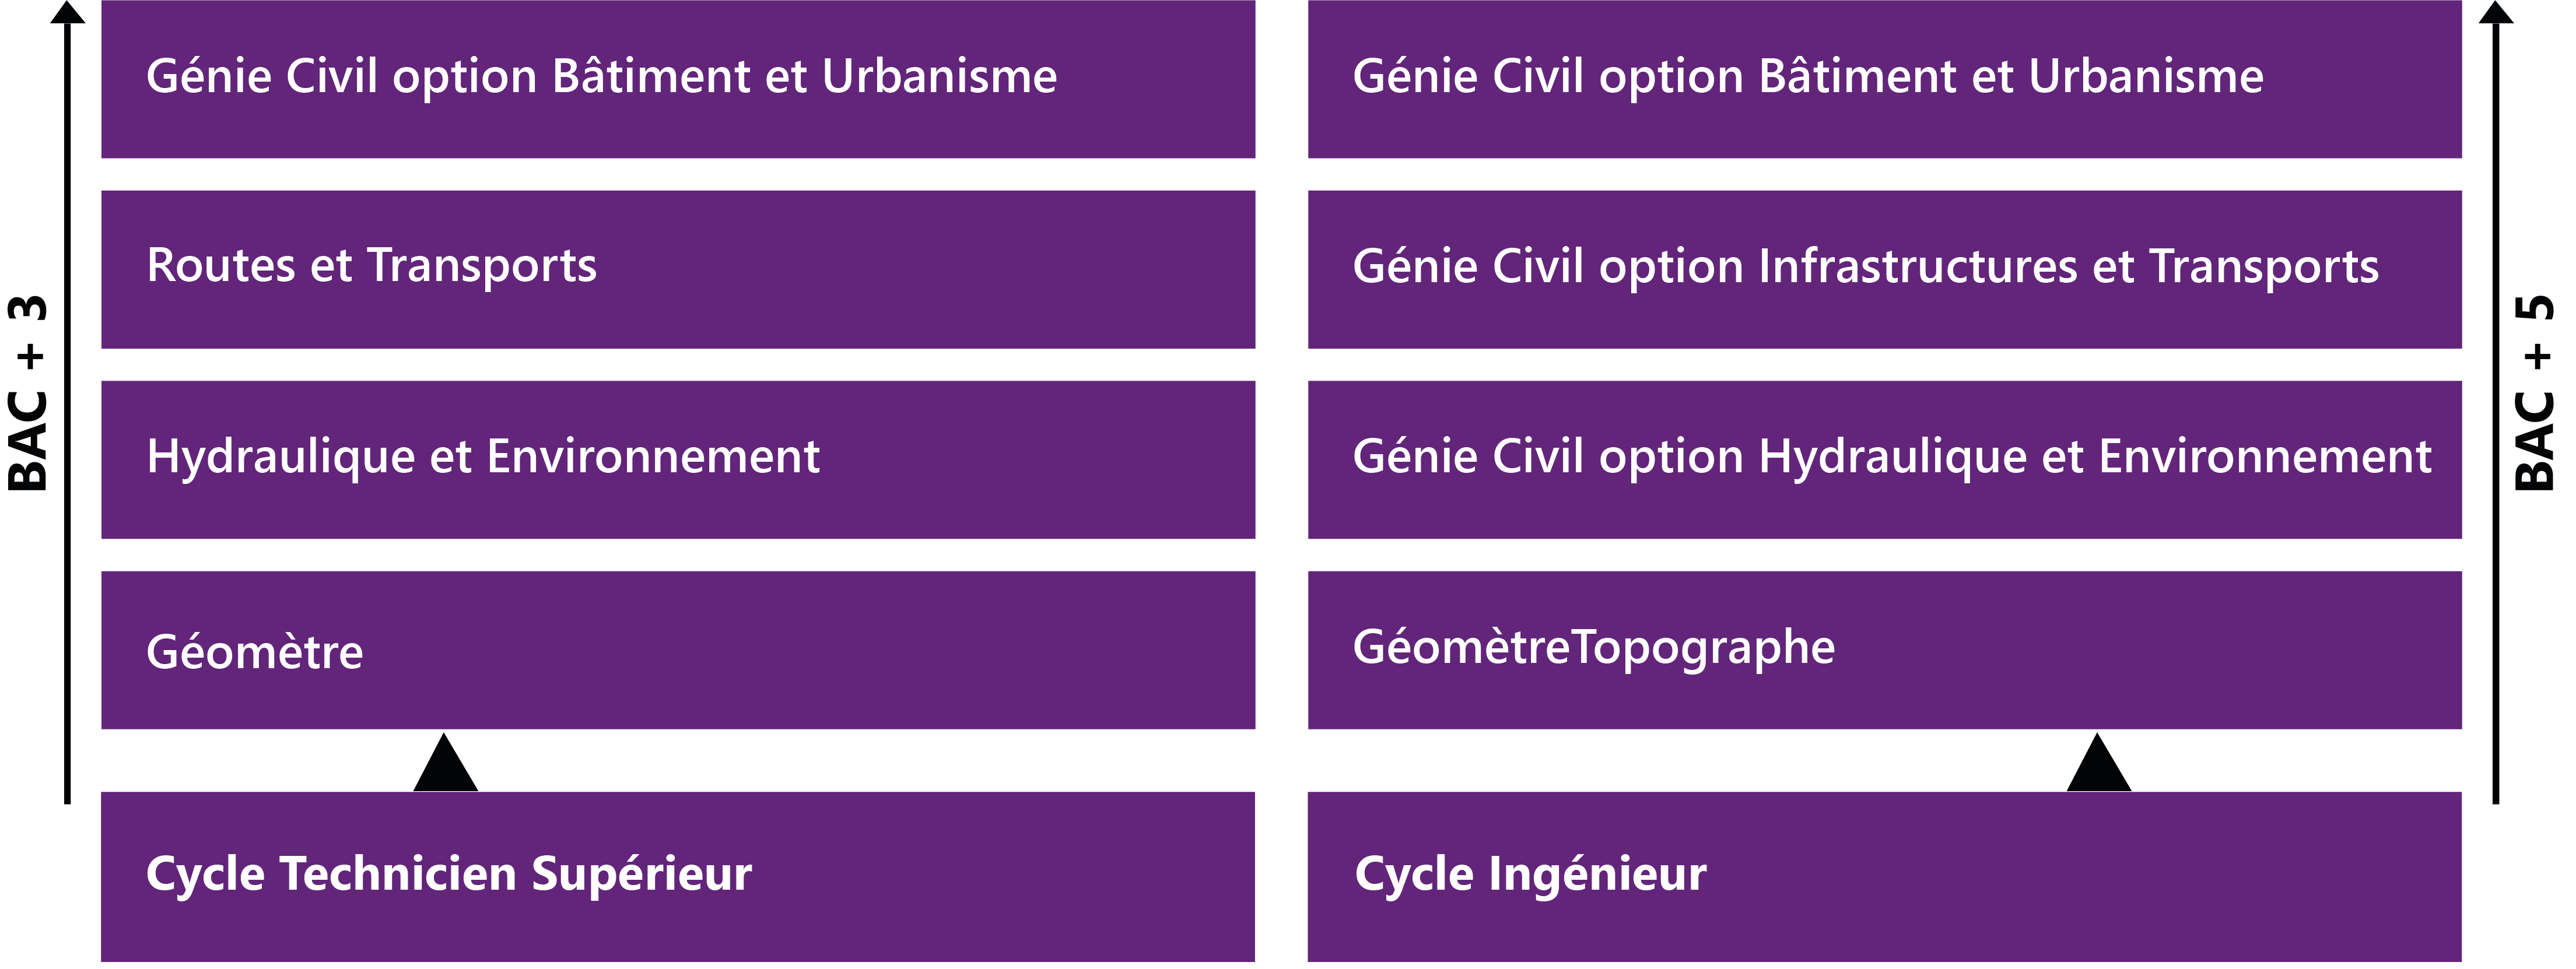 BAC + 3
Génie Civil option Bâtiment et Urbanisme
Routes et Transports
Hydraulique et Environnement
Géomètre
Cycle Technicien Supérieur
Génie Civil option Bâtiment et Urbanisme
Génie Civil option Infrastructures et Transports
Génie Civil option Hydraulique et Environnement
GéomètreTopographe
Cycle Ingénieur
BAC + 5